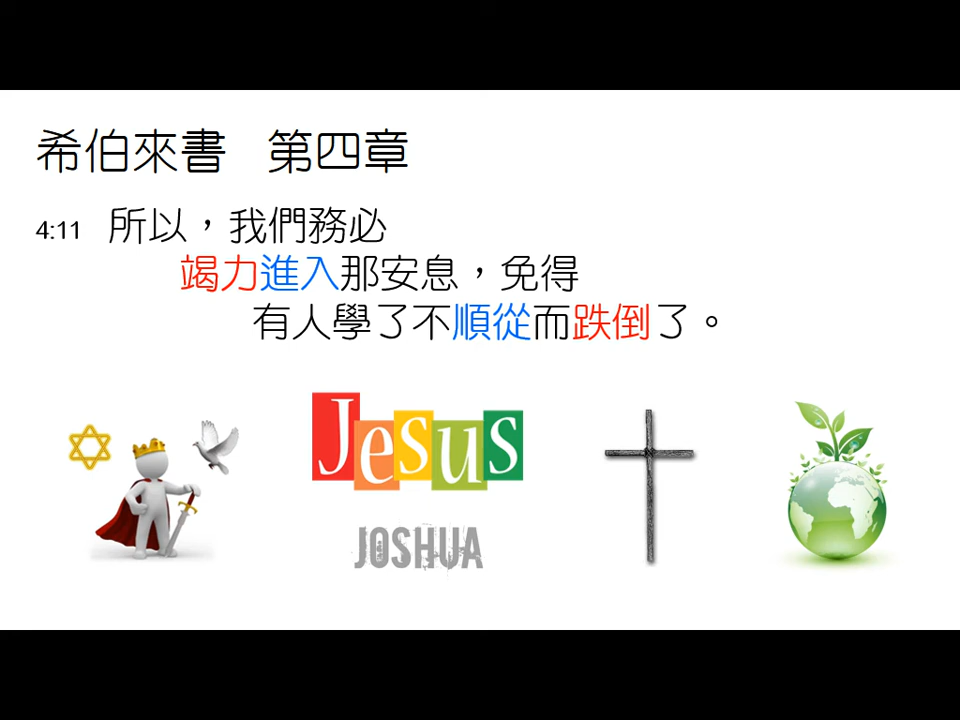 希伯來書 第四章
4:11 所以，我們務必
竭力進入那安息，免得
有人學了不順從而跌倒了。
Jesus
JOSHUA